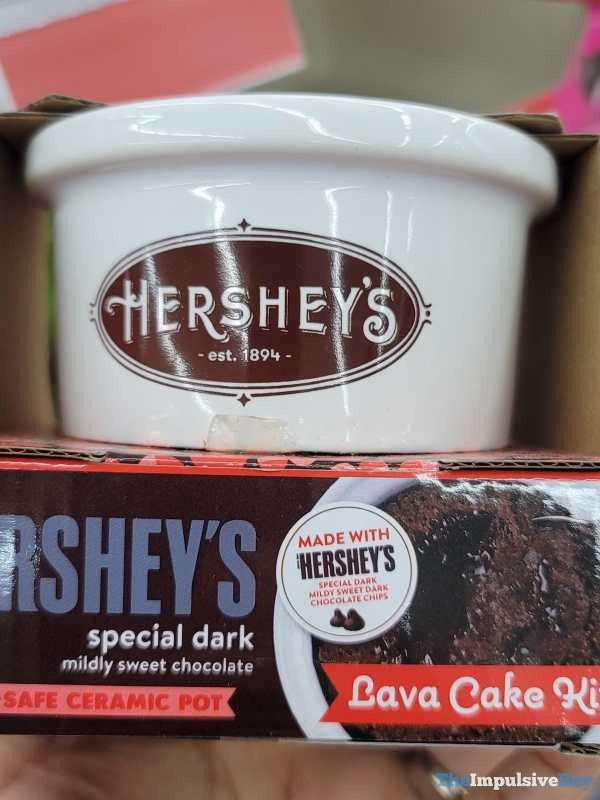 HERSHEY'S
- est. 1894 -
RSHEY'S
special dark
mildly sweet chocolate
SAFE CERAMIC POT
MADE WITH
HERSHEY'S
SPECIAL DARK
MILDY SWEET DARK
CHOCOLATE CHIPS
Lava Cake Ki
TheImpulsiveBuy